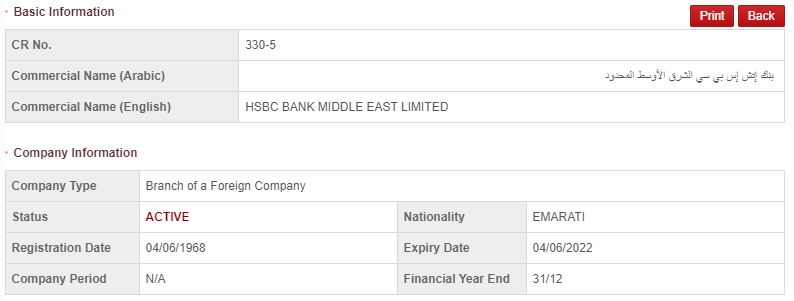 Basic Information
Print Back
CR No. 330-5
Commercial Name (Arabic) بنك إتش إس بي سي الشرق الأوسط المحدود
Commercial Name (English) HSBC BANK MIDDLE EAST LIMITED
Company Information
Company Type Branch of a Foreign Company
Status ACTIVE Nationality EMARATI
Registration Date 04/06/1968 Expiry Date 04/06/2022
Company Period N/A Financial Year End 31/12